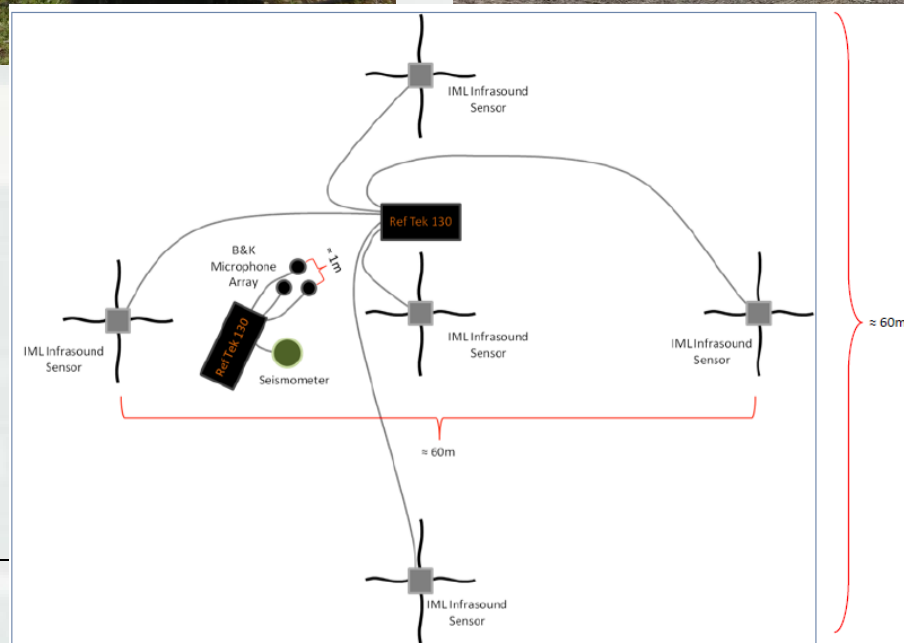 IML Infrasound
Sensor
Ref Tek 130
B&K
Microphone
Array
≈ 1m
IML Infrasound
Sensor
Ref Tek 130
Seismometer
IML Infrasound
Sensor
IML Infrasound
Sensor
≈ 60m
≈ 60m
IML Infrasound
Sensor